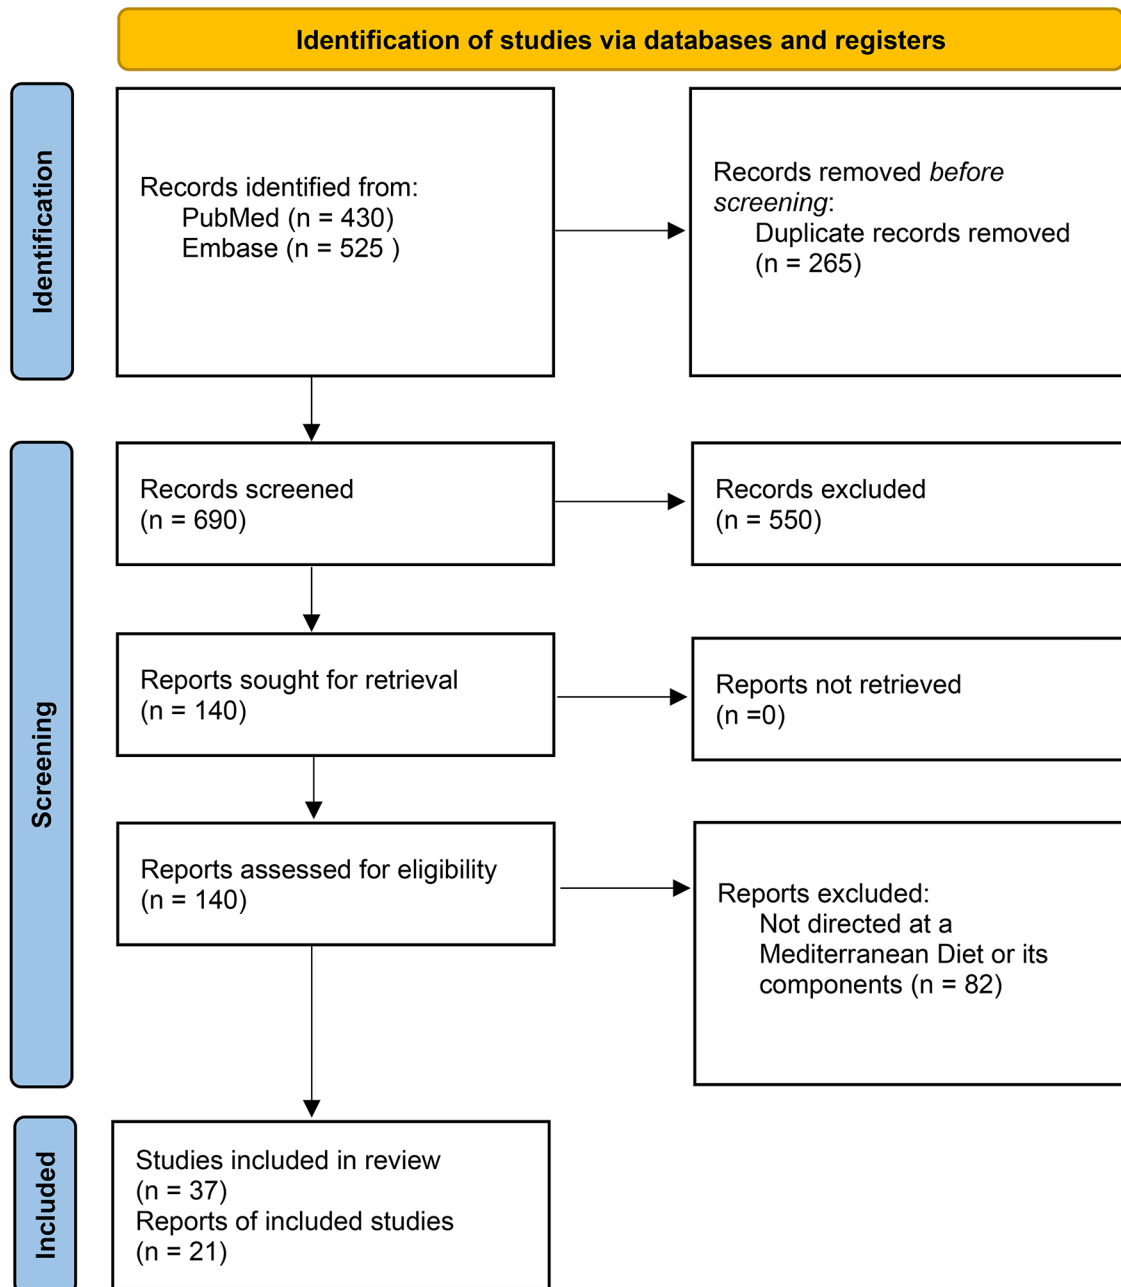 Identification of studies via databases and registers
Identification
Records identified from:
PubMed (n = 430)
Embase (n = 525 )
Records removed before
screening:
Duplicate records removed
(n = 265)
Screening
Records screened
(n = 690)
Records excluded
(n = 550)
Reports sought for retrieval
(n = 140)
Reports not retrieved
(n =0)
Reports assessed for eligibility
(n = 140)
Reports excluded:
Not directed at a
Mediterranean Diet or its
components (n = 82)
Included
Studies included in review
(n = 37)
Reports of included studies
(n = 21)